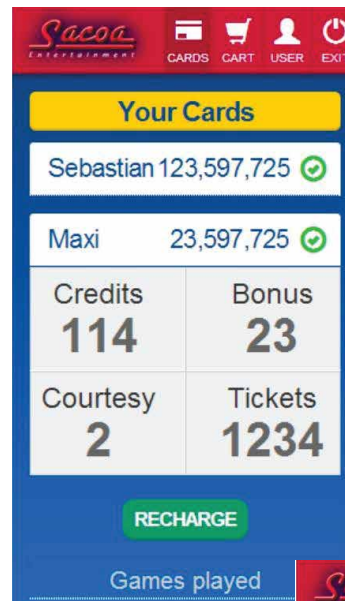 Sacoa
Entertainment
CARDS CART USER EXIT
Your Cards
Sebastian 123,597,725
Maxi 23,597,725
Credits Bonus
114 23
Courtesy Tickets
2 1234
RECHARGE
Games played